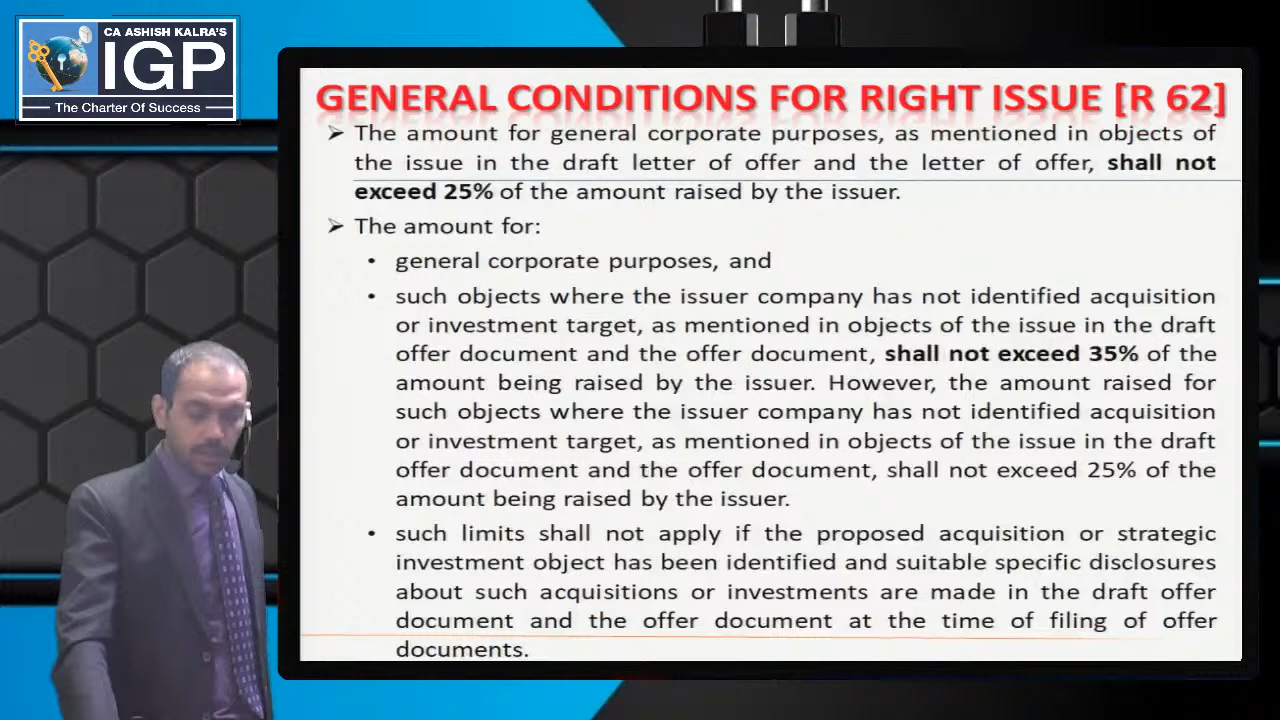 CA ASHISH KALRA'S
IGP
The Charter Of Success
GENERAL CONDITIONS FOR RIGHT ISSUE [R 62]
➤ The amount for general corporate purposes, as mentioned in objects of
the issue in the draft letter of offer and the letter of offer, shall not
exceed 25% of the amount raised by the issuer.
➤ The amount for:
• general corporate purposes, and
• such objects where the issuer company has not identified acquisition
or investment target, as mentioned in objects of the issue in the draft
offer document and the offer document, shall not exceed 35% of the
amount being raised by the issuer. However, the amount raised for
such objects where the issuer company has not identified acquisition
or investment target, as mentioned in objects of the issue in the draft
offer document and the offer document, shall not exceed 25% of the
amount being raised by the issuer.
• such limits shall not apply if the proposed acquisition or strategic
investment object has been identified and suitable specific disclosures
about such acquisitions or investments are made in the draft offer
document and the offer document at the time of filing of offer
documents.